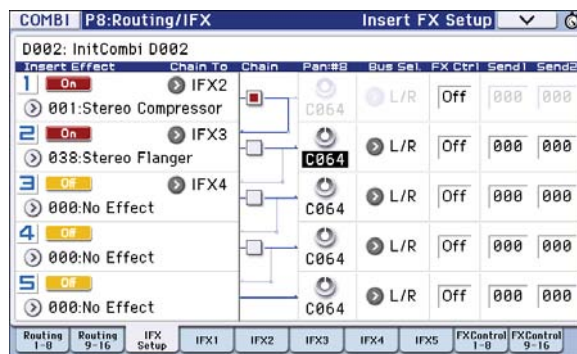 COMBI P8:Routing/IFX Insert FX Setup
D002: InitCombi D002
Insert Effect Chain To Chain Pan:#8 Bus Sel. FX Ctrl Send1 Send2
1 On IFX2
001:Stereo Compressor C064 L/R Off 000 000
2 On IFX3
038:Stereo Flanger C064 L/R Off 000 000
3 Off IFX4
000:No Effect C064 L/R Off 000 000
4 Off
000:No Effect C064 L/R Off 000 000
5 Off
000:No Effect C064 L/R Off 000 000
Routing 1-8 Routing 9-16 IFX Setup IFX1 IFX2 IFX3 IFX4 IFX5 FXControl 1-8 FXControl 9-16